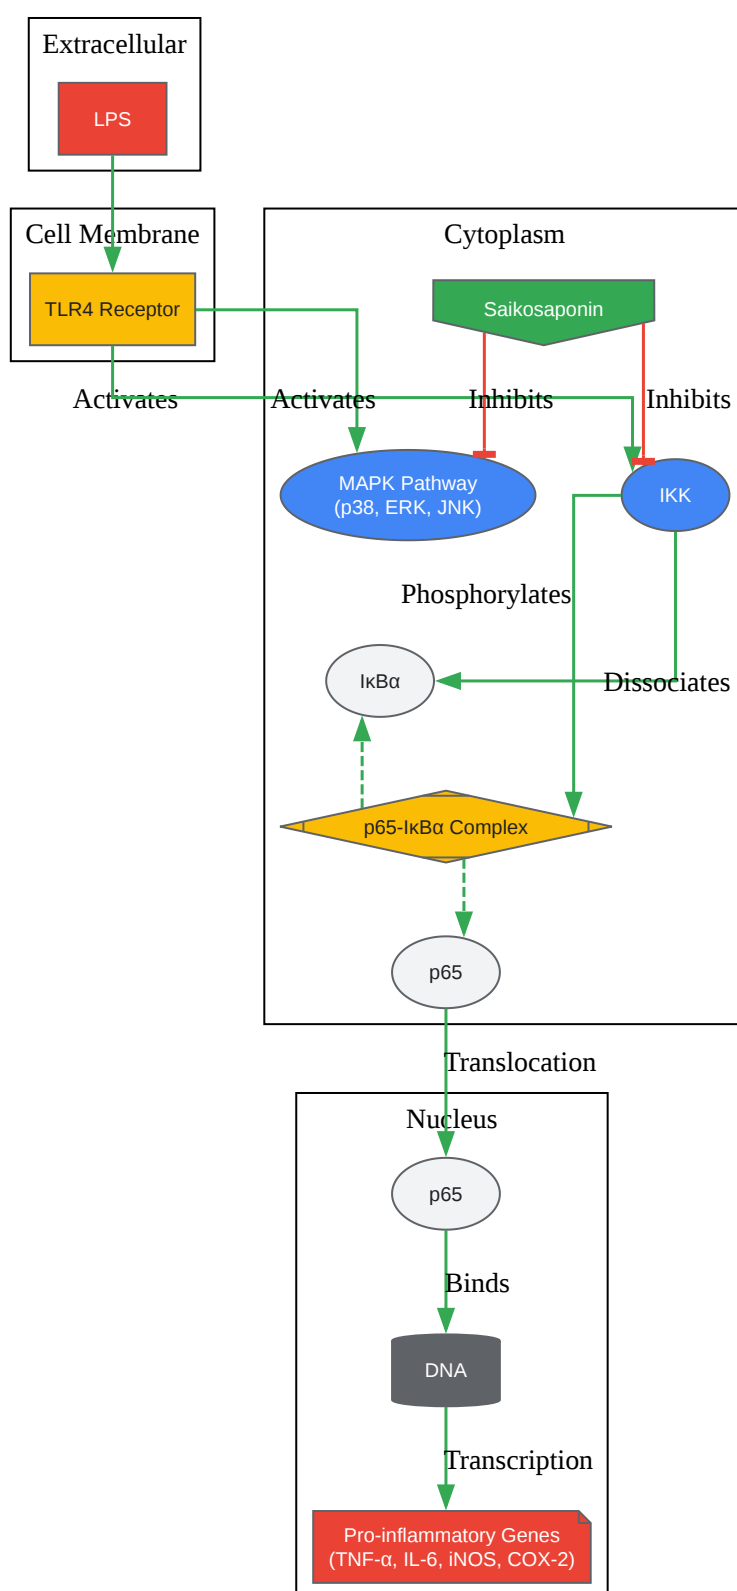 Extracellular
LPS
Cell Membrane
Cytoplasm
TLR4 Receptor
Saikosaponin
Activates
Activates
Inhibits
Inhibits
MAPK Pathway
(p38, ERK, JNK)
IKK
Phosphorylates
IκBα
Dissociates
p65-IκBα Complex
p65
Translocation
Nucleus
p65
Binds
DNA
Transcription
Pro-inflammatory Genes
(TNF-α, IL-6, iNOS, COX-2)